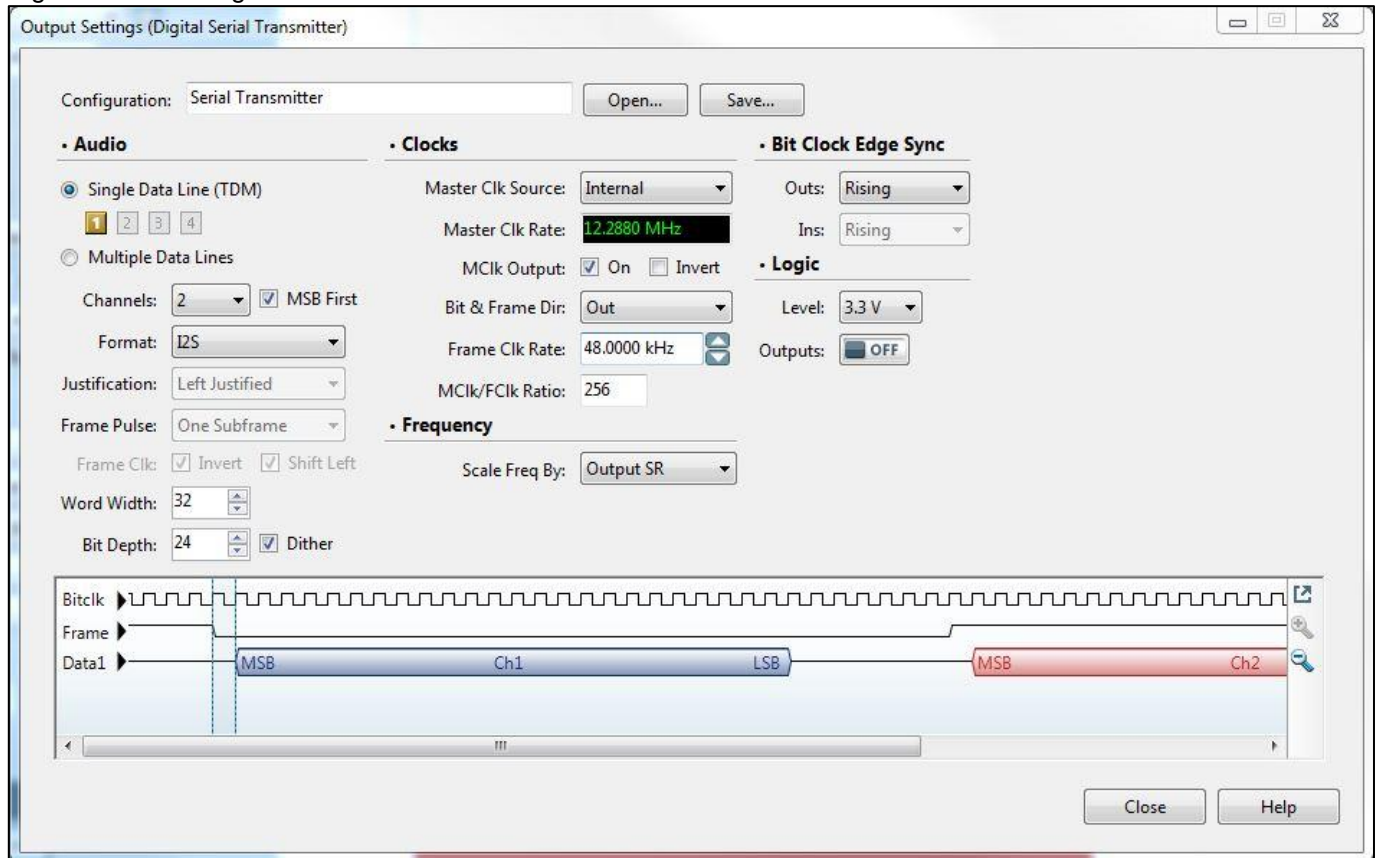 Output Settings (Digital Serial Transmitter)
Configuration: Serial Transmitter Open... Save...
• Audio
Single Data Line (TDM)
1 2 3 4
Multiple Data Lines
Channels: 2 MSB First
Format: I2S
Justification: Left Justified
Frame Pulse: One Subframe
Frame Clk: Invert Shift Left
Word Width: 32
Bit Depth: 24 Dither
• Clocks
Master Clk Source: Internal
Master Clk Rate: 12.2880 MHz
MClk Output: On Invert
Bit & Frame Dir: Out
Frame Clk Rate: 48.0000 kHz
MClk/FClk Ratio: 256
• Frequency
Scale Freq By: Output SR
• Bit Clock Edge Sync
Outs: Rising
Ins: Rising
• Logic
Level: 3.3 V
Outputs: OFF
Bitclk
Frame
Data1 MSB Ch1 LSB MSB Ch2
Close Help